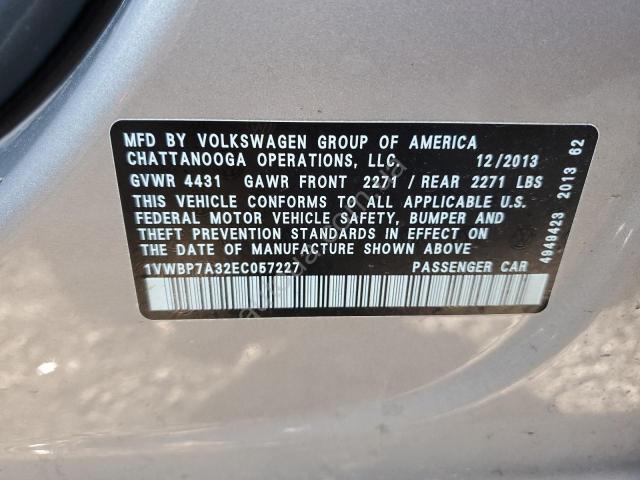 MFD BY VOLKSWAGEN GROUP OF AMERICA
CHATTANOOGA OPERATIONS, LLC. 12/2013
GVWR 4431 GAWR FRONT 2271 / REAR 2271 LBS
THIS VEHICLE CONFORMS TO ALL APPLICABLE U.S.
FEDERAL MOTOR VEHICLE SAFETY, BUMPER AND
THEFT PREVENTION STANDARDS IN EFFECT ON
THE DATE OF MANUFACTURE SHOWN ABOVE
1VWBP7A32EC057227 PASSENGER CAR
4949423 2013 62